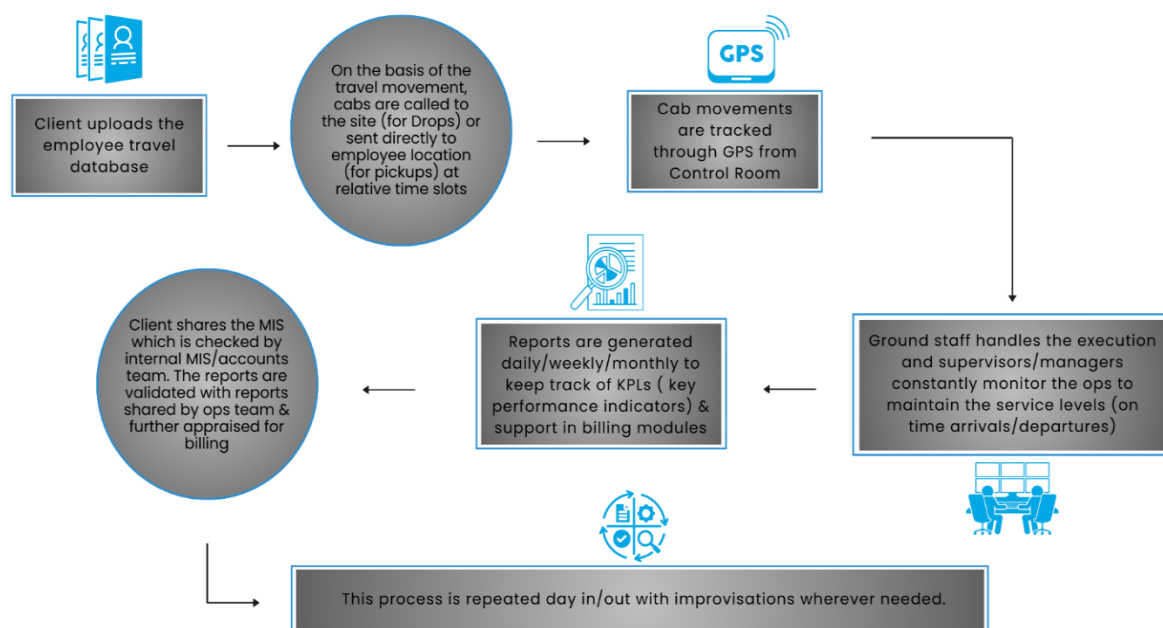 Client uploads the
employee travel
database
On the basis of the
travel movement,
cabs are called to
the site (for Drops) or
sent directly to
employee location
(for pickups) at
relative time slots
GPS
Cab movements
are tracked
through GPS from
Control Room
Ground staff handles the execution
and supervisors/managers
constantly monitor the ops to
maintain the service levels (on
time arrivals/departures)
Reports are generated
daily/weekly/monthly to
keep track of KPLs ( key
performance indicators) &
support in billing modules
Client shares the MIS
which is checked by
internal MIS/accounts
team. The reports are
validated with reports
shared by ops team &
further appraised for
billing
This process is repeated day in/out with improvisations wherever needed.